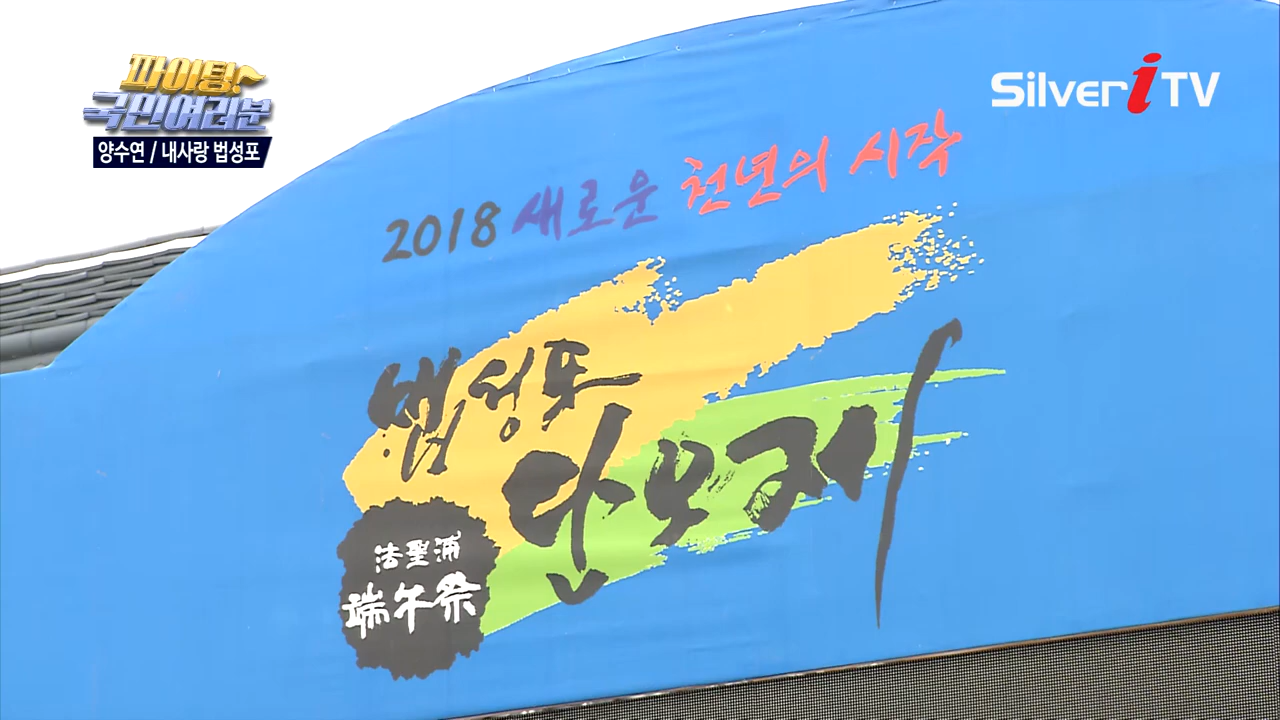 파이팅!
국민여러분
양수연 / 내사랑 법성포
Silver i TV
2018 새로운 천년의 시작
법성포
단오제
法聖浦
端午祭